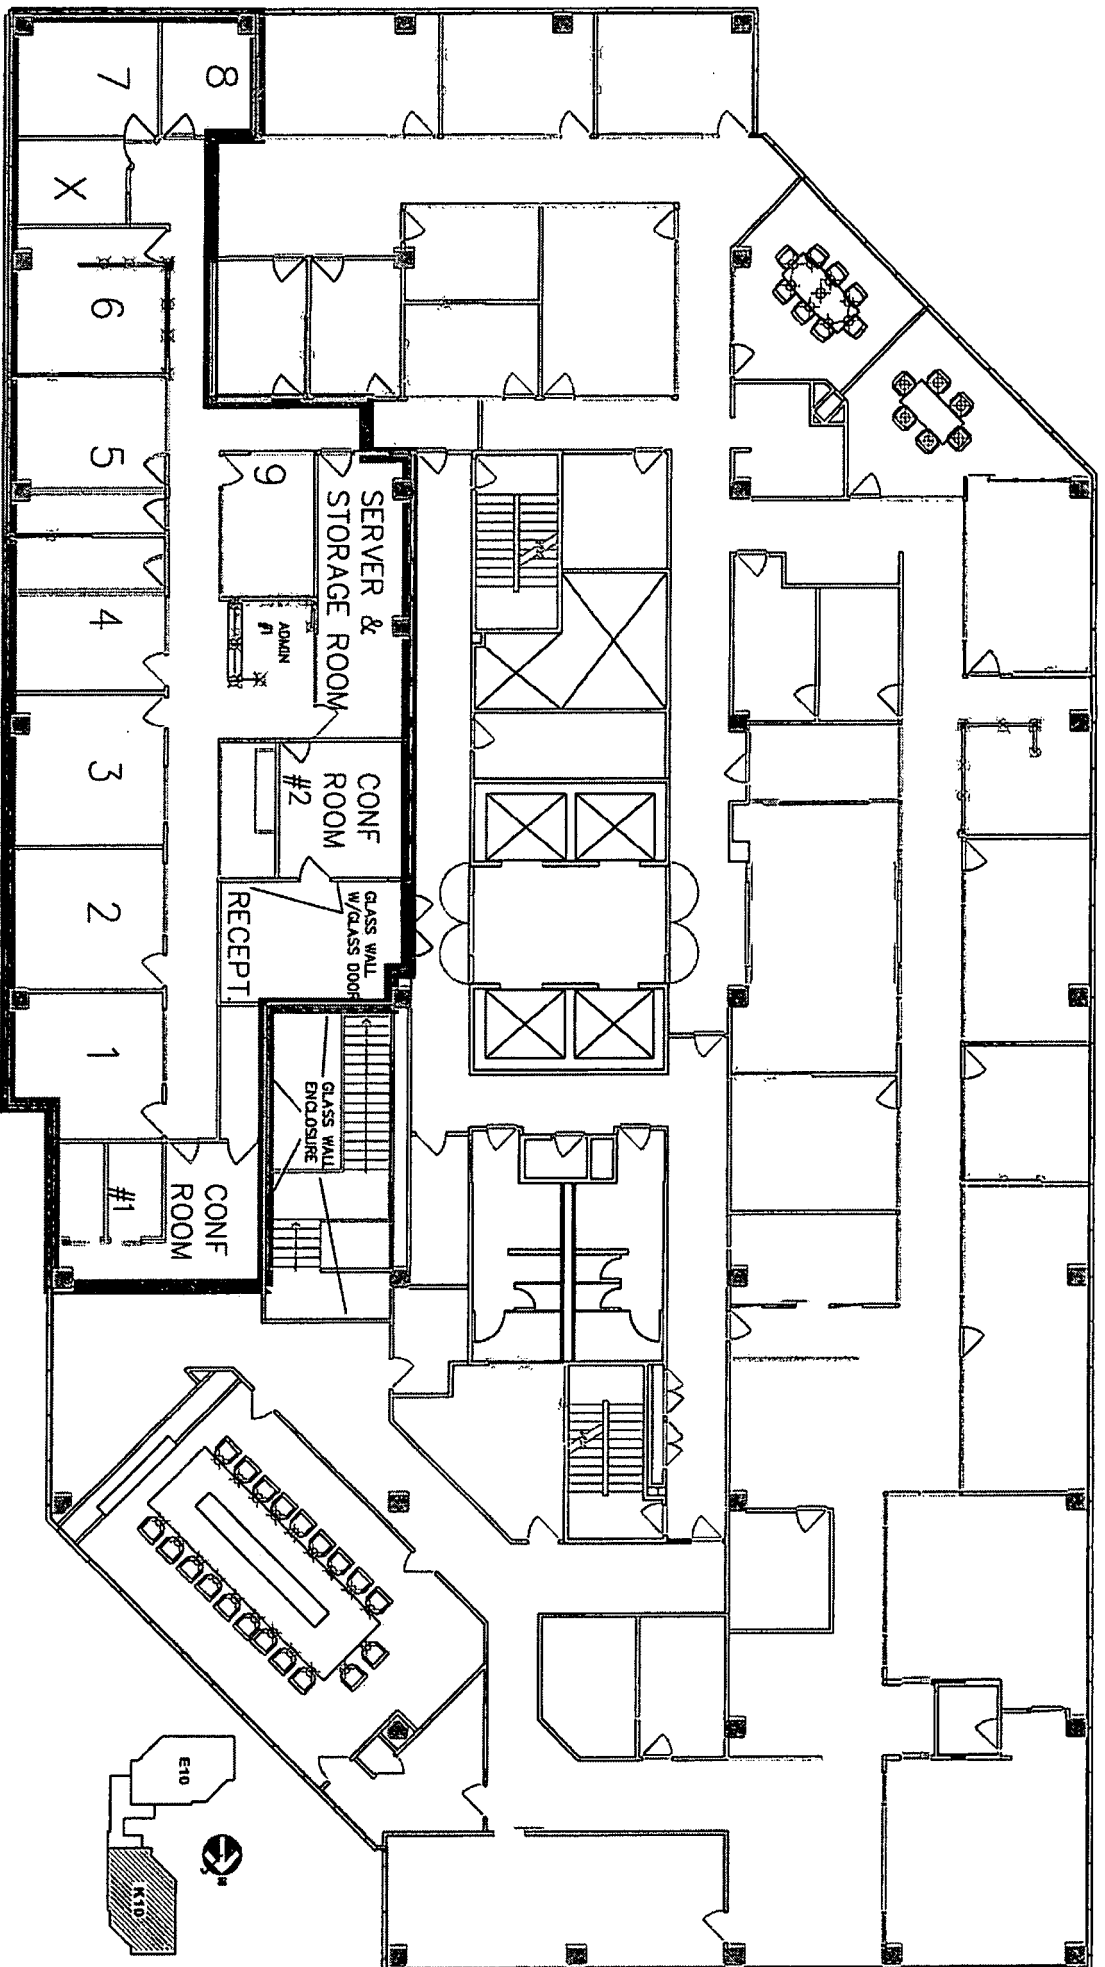 7
8
X
6
5
9
SERVER &
STORAGE ROOM
4
ADMIN
#1
3
CONF
ROOM
#2
2
GLASS WALL
W/GLASS DOOR
RECEPT.
1
GLASS WALL
ENCLOSURE
CONF
ROOM
#1
E10
K10